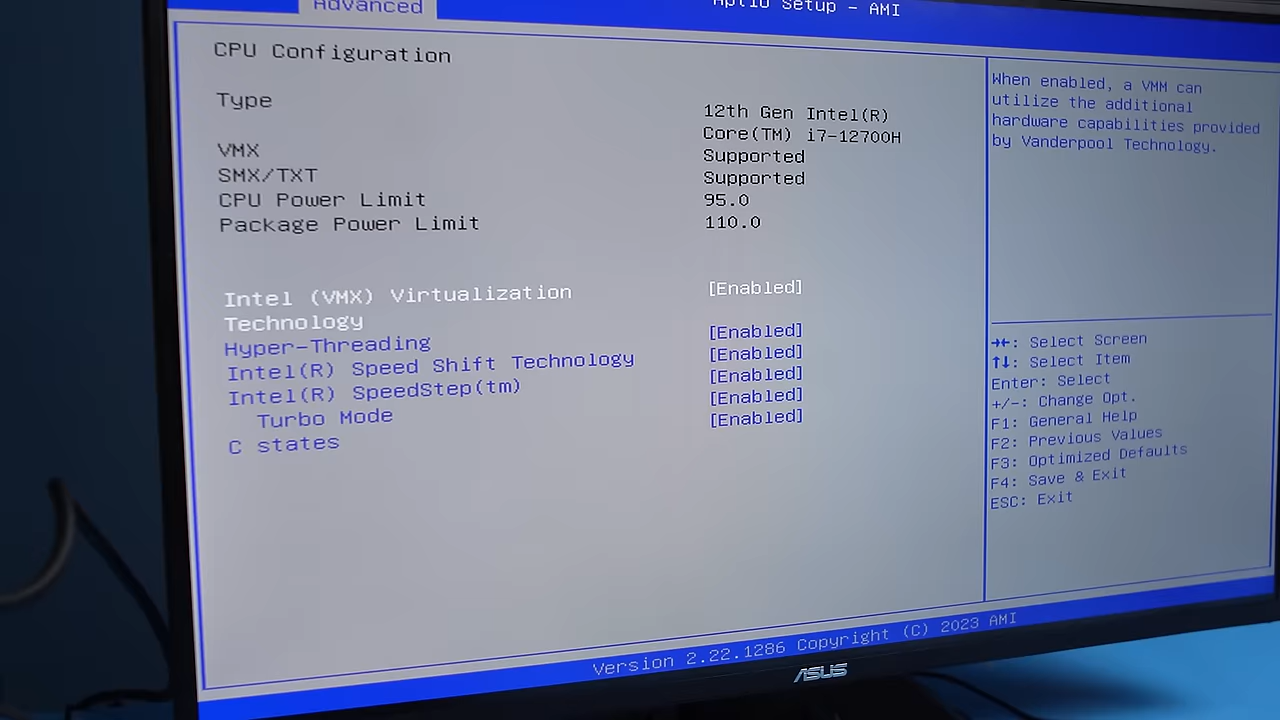 Aptio Setup - AMI
Advanced
CPU Configuration
Type 12th Gen Intel(R)
Core(TM) i7-12700H
VMX Supported
SMX/TXT Supported
CPU Power Limit 95.0
Package Power Limit 110.0
Intel (VMX) Virtualization [Enabled]
Technology
Hyper-Threading [Enabled]
Intel(R) Speed Shift Technology [Enabled]
Intel(R) SpeedStep(tm) [Enabled]
Turbo Mode [Enabled]
C states [Enabled]
When enabled, a VMM can
utilize the additional
hardware capabilities provided
by Vanderpool Technology.
→←: Select Screen
↑↓: Select Item
Enter: Select
+/-: Change Opt.
F1: General Help
F2: Previous Values
F3: Optimized Defaults
F4: Save & Exit
ESC: Exit
Version 2.22.1286 Copyright (C) 2023 AMI
ASUS